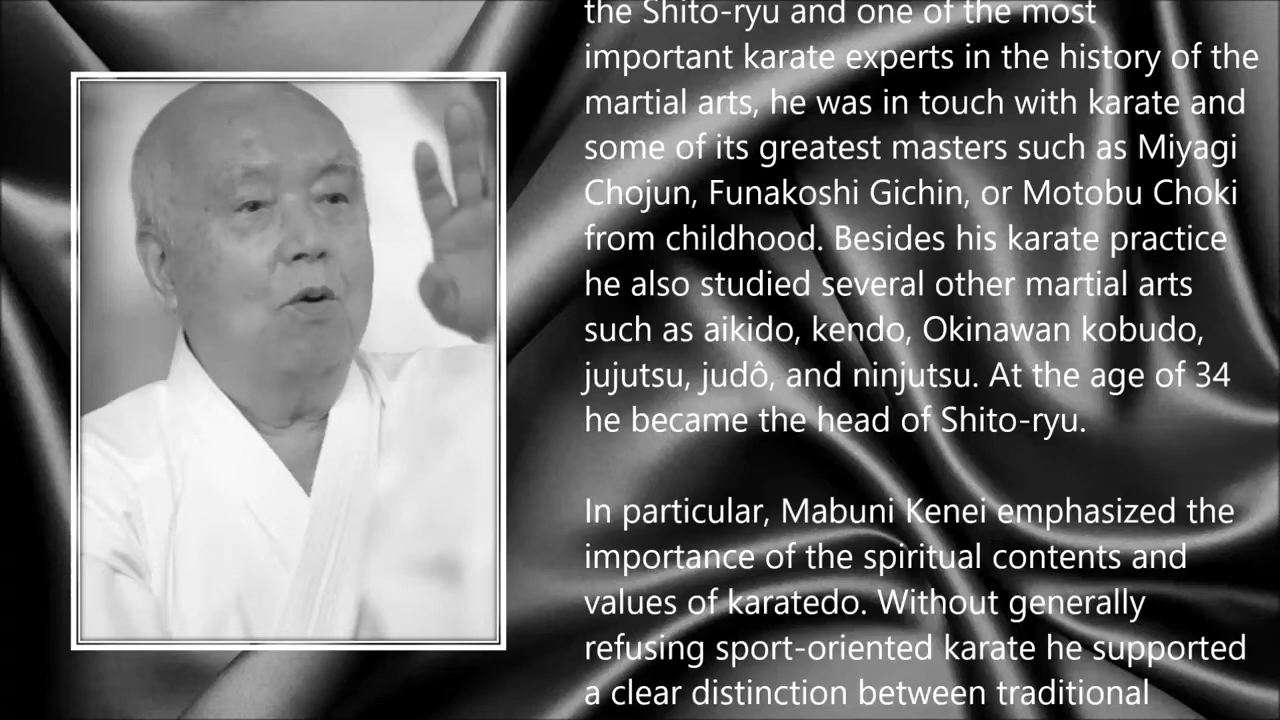 the Shito-ryu and one of the most
important karate experts in the history of the
martial arts, he was in touch with karate and
some of its greatest masters such as Miyagi
Chojun, Funakoshi Gichin, or Motobu Choki
from childhood. Besides his karate practice
he also studied several other martial arts
such as aikido, kendo, Okinawan kobudo,
jujutsu, judô, and ninjutsu. At the age of 34
he became the head of Shito-ryu.
In particular, Mabuni Kenei emphasized the
importance of the spiritual contents and
values of karatedo. Without generally
refusing sport-oriented karate he supported
a clear distinction between traditional